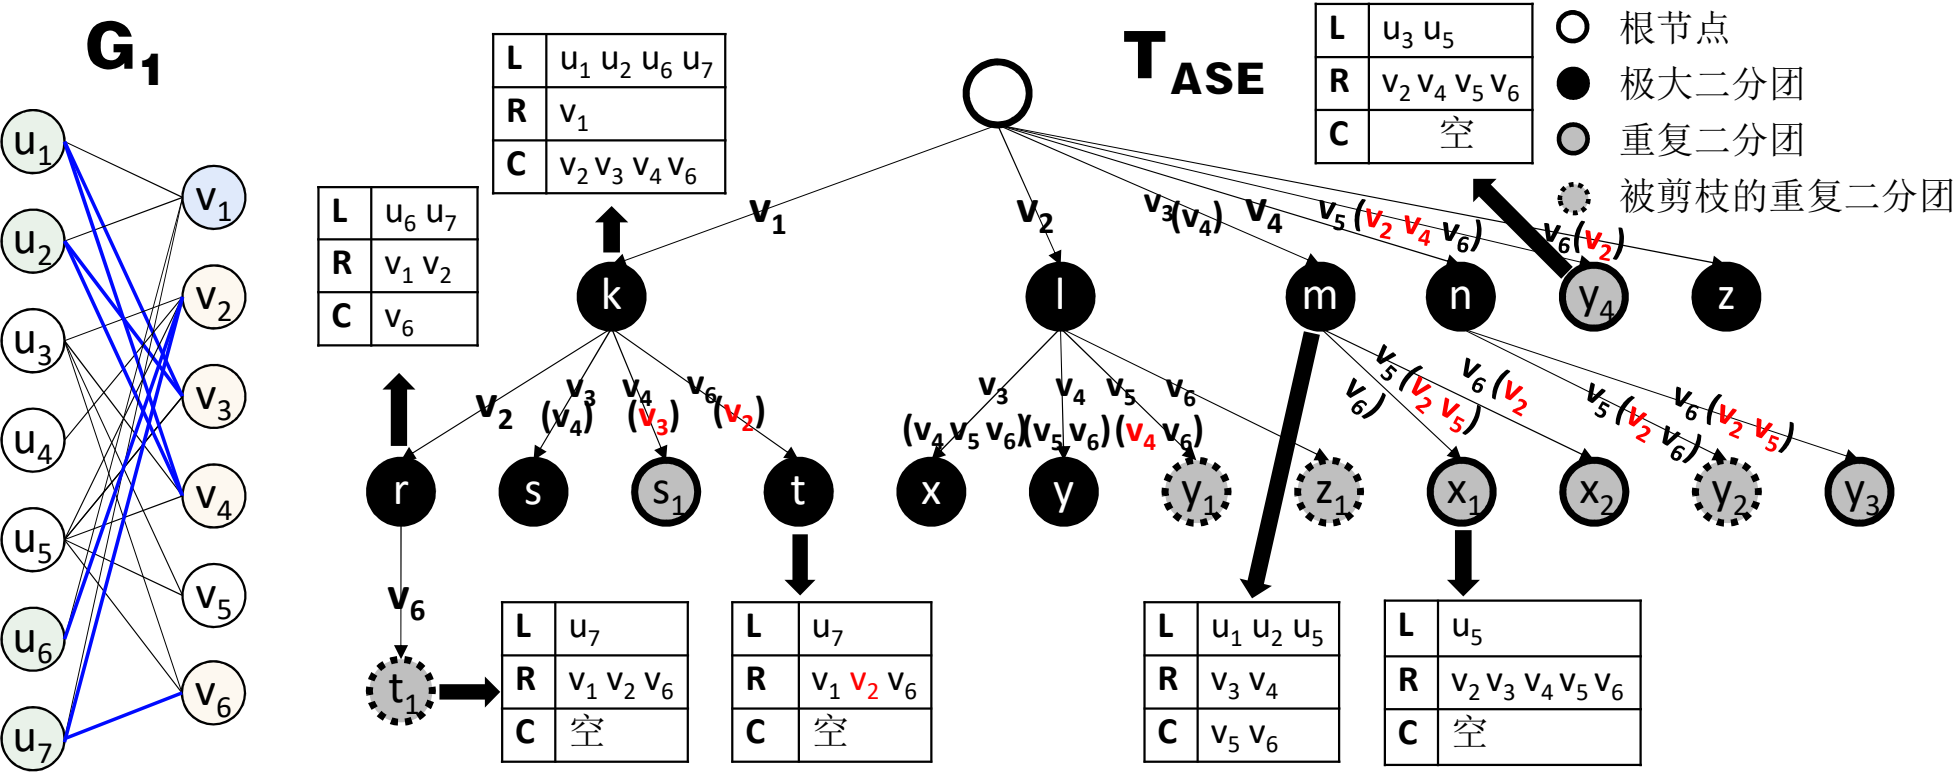 G1
TASE
u1
u2
u3
u4
u5
u6
u7
v1
v2
v3
v4
v5
v6
L u1 u2 u6 u7
R v1
C v2 v3 v4 v6
L u3 u5
R v2 v4 v5 v6
C 空
根节点
极大二分团
重复二分团
被剪枝的重复二分团
L u6 u7
R v1 v2
C v6
v1
v2
v3(v4)
v4
v5 (v2 v4 v6)
v6(v2)
k
l
m
n
y4
z
v2
v3
(v4)
v4
(v3)
v6
(v2)
v3
(v4 v5 v6)
v4
(v5 v6)
v5
(v4 v6)
v6
v5 (v2
v6)
v6 (v2
v5)
v5 (v2 v6)
v6 (v2 v5)
r
s
s1
t
x
y
y1
z1
x1
x2
y2
y3
v6
t1
L u7
R v1 v2 v6
C 空
L u7
R v1 v2 v6
C 空
L u1 u2 u5
R v3 v4
C v5 v6
L u5
R v2 v3 v4 v5 v6
C 空